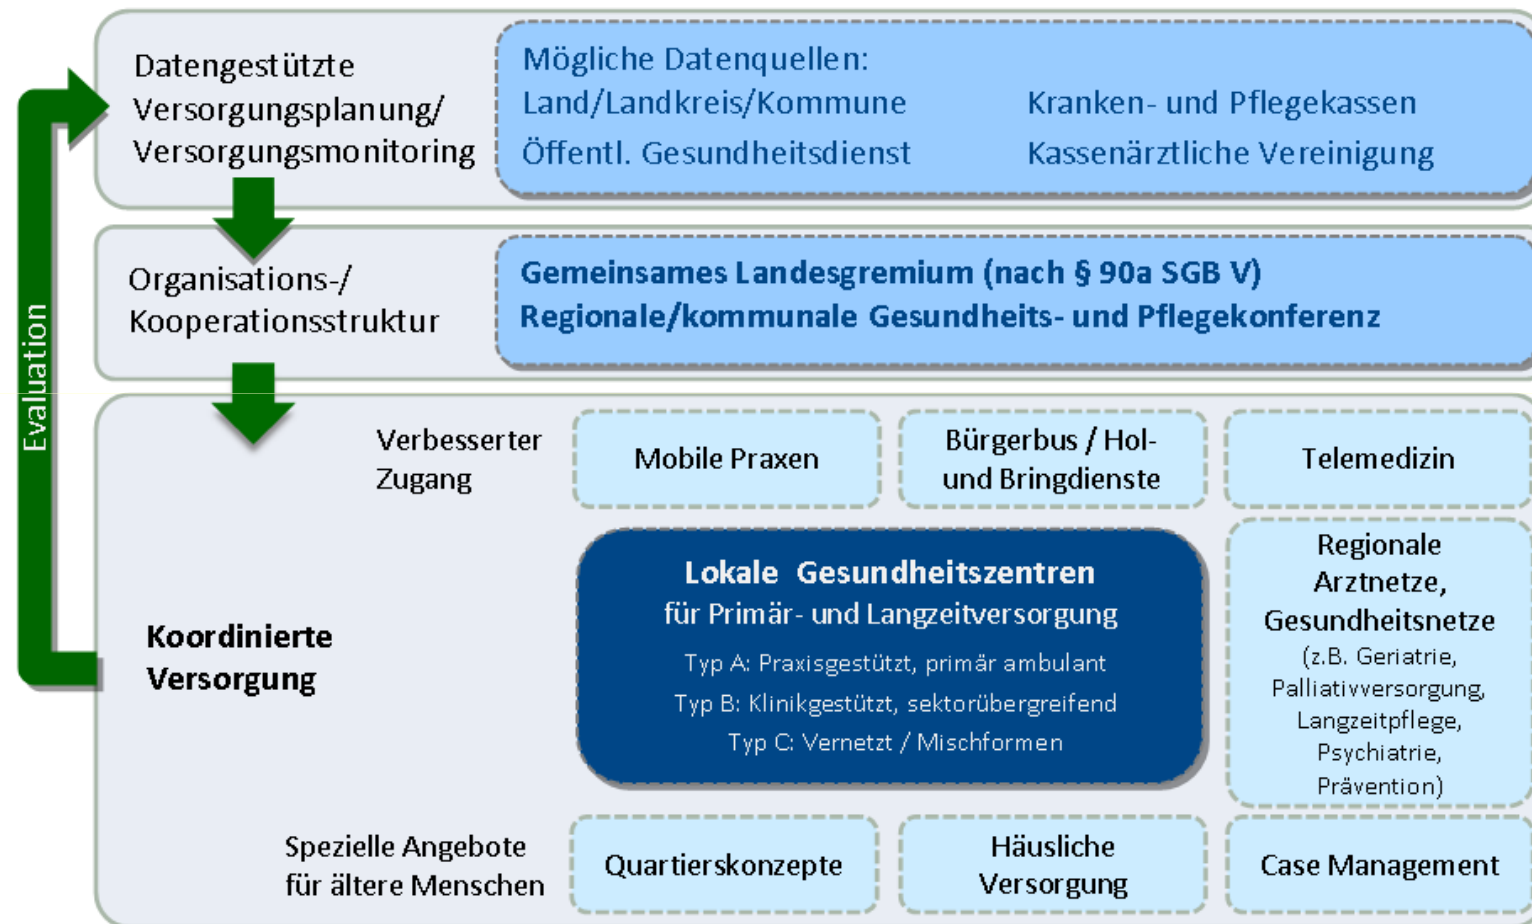 Datengestützte
Versorgungsplanung/
Versorgungsmonitoring
Mögliche Datenquellen:
Land/Landkreis/Kommune Kranken- und Pflegekassen
Öffentl. Gesundheitsdienst Kassenärztliche Vereinigung
Organisations-/
Kooperationsstruktur
Gemeinsames Landesgremium (nach § 90a SGB V)
Regionale/kommunale Gesundheits- und Pflegekonferenz
Evaluation
Verbesserter
Zugang
Mobile Praxen
Bürgerbus / Hol-
und Bringdienste
Telemedizin
Koordinierte
Versorgung
Lokale Gesundheitszentren
für Primär- und Langzeitversorgung
Typ A: Praxisgestützt, primär ambulant
Typ B: Klinikgestützt, sektorübergreifend
Typ C: Vernetzt / Mischformen
Regionale
Arztnetze,
Gesundheitsnetze
(z.B. Geriatrie,
Palliativversorgung,
Langzeitpflege,
Psychiatrie,
Prävention)
Spezielle Angebote
für ältere Menschen
Quartierskonzepte
Häusliche
Versorgung
Case Management